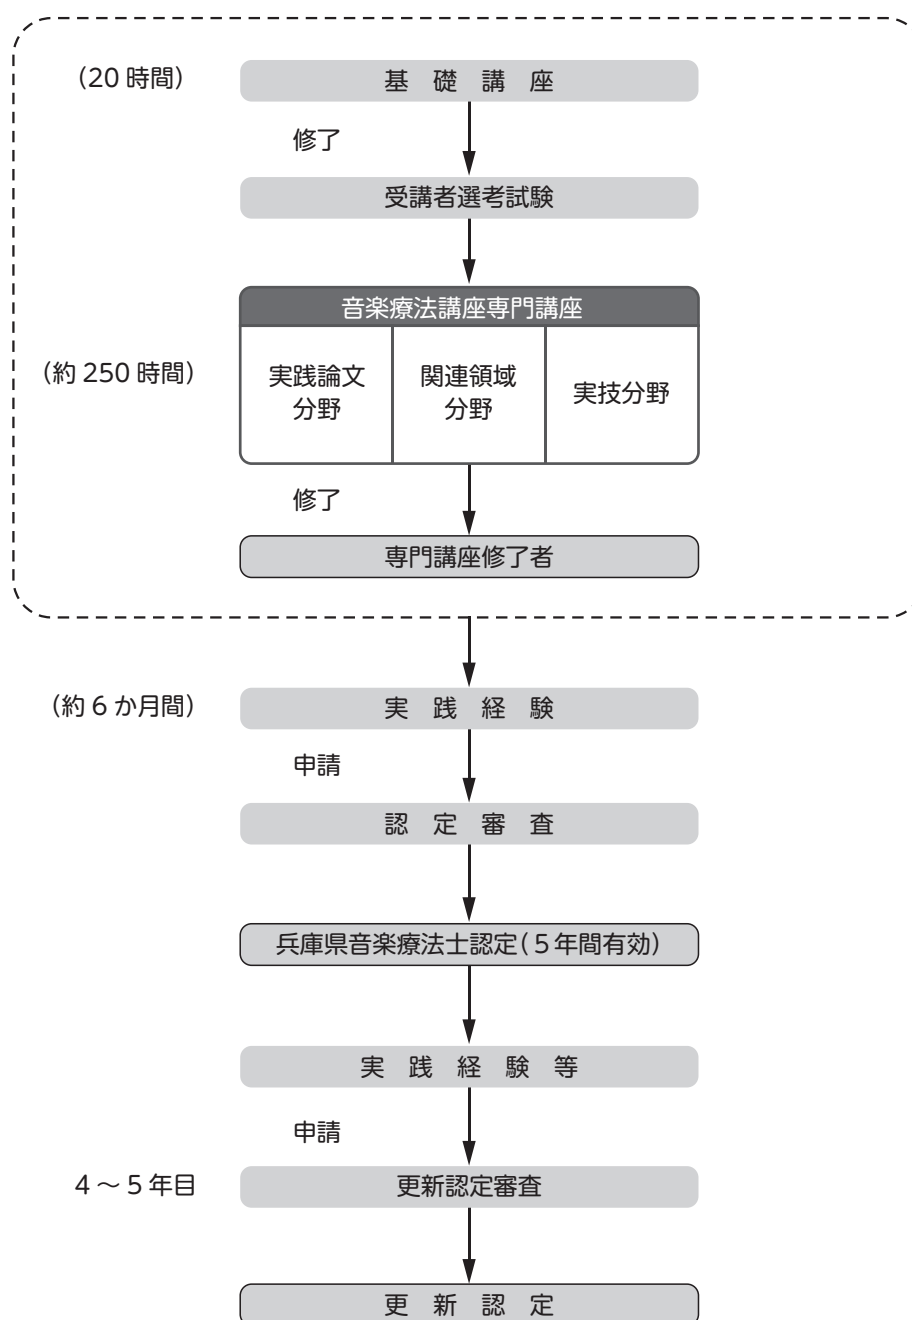 （20 時間）
基 礎 講 座
修了
受講者選考試験
音楽療法講座専門講座
（約 250 時間）
実践論文
分野
関連領域
分野
実技分野
修了
専門講座修了者
（約 6 か月間）
実 践 経 験
申請
認 定 審 査
兵庫県音楽療法士認定（5年間有効）
実 践 経 験 等
申請
4 ～ 5 年目
更新認定審査
更 新 認 定